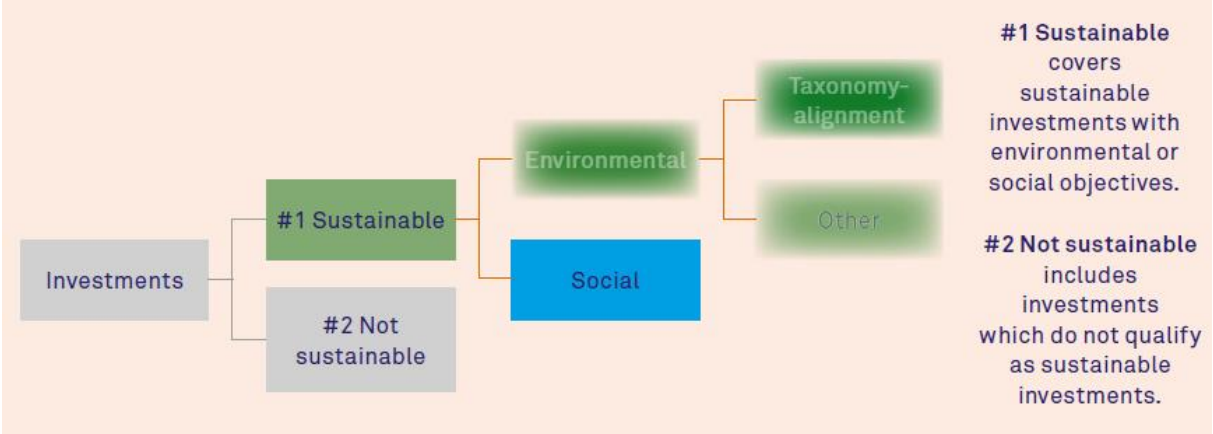 Investments
#1 Sustainable
#2 Not
sustainable
Environmental
Social
Taxonomy-
alignment
Other
#1 Sustainable
covers
sustainable
investments with
environmental or
social objectives.
#2 Not sustainable
includes
investments
which do not qualify
as sustainable
investments.